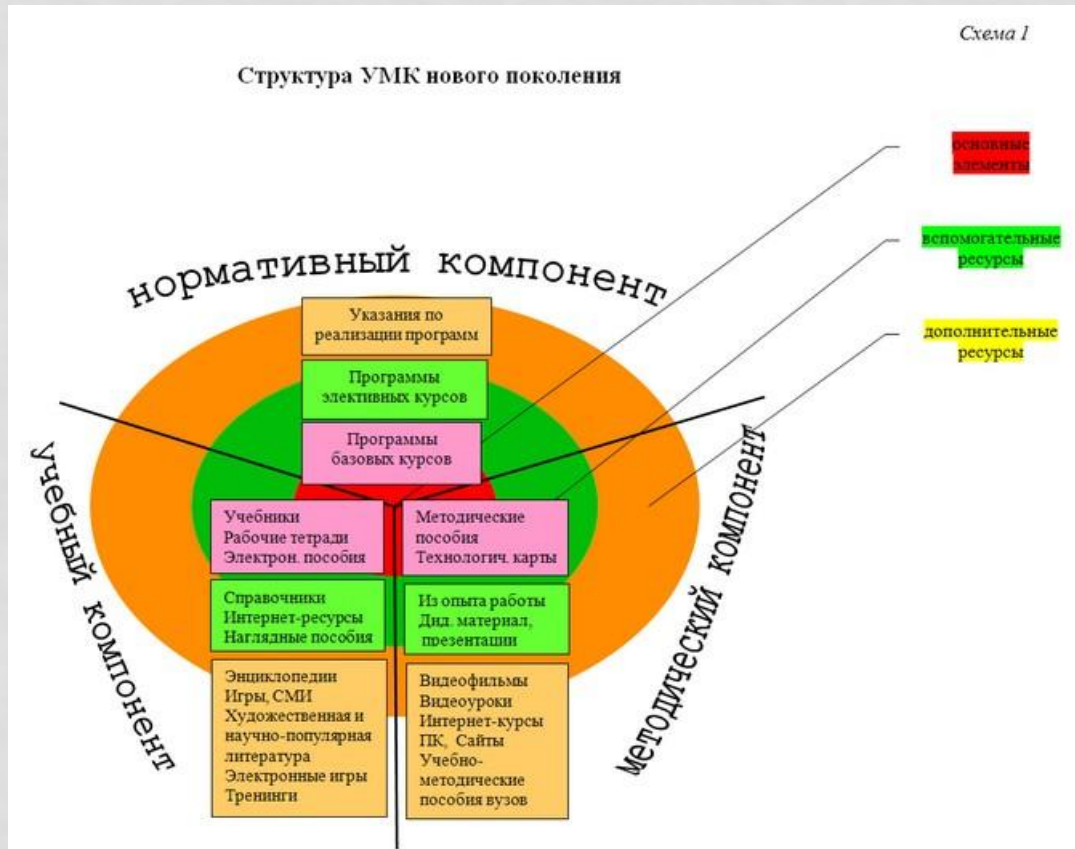 Схема 1
Структура УМК нового поколения
основные
элементы
вспомогательные
ресурсы
дополнительные
ресурсы
нормативный компонент
Указания по
реализации программ
Программы
элективных курсов
Программы
базовых курсов
учебный компонент
Учебники
Рабочие тетради
Электрон. пособия
Справочники
Интернет-ресурсы
Наглядные пособия
Энциклопедии
Игры, СМИ
Художественная и
научно-популярная
литература
Электронные игры
Тренинги
методический компонент
Методические
пособия
Технологич. карты
Из опыта работы
Дид. материал,
презентации
Видеофильмы
Видеоуроки
Интернет-курсы
ПК, Сайты
Учебно-
методические
пособия вузов